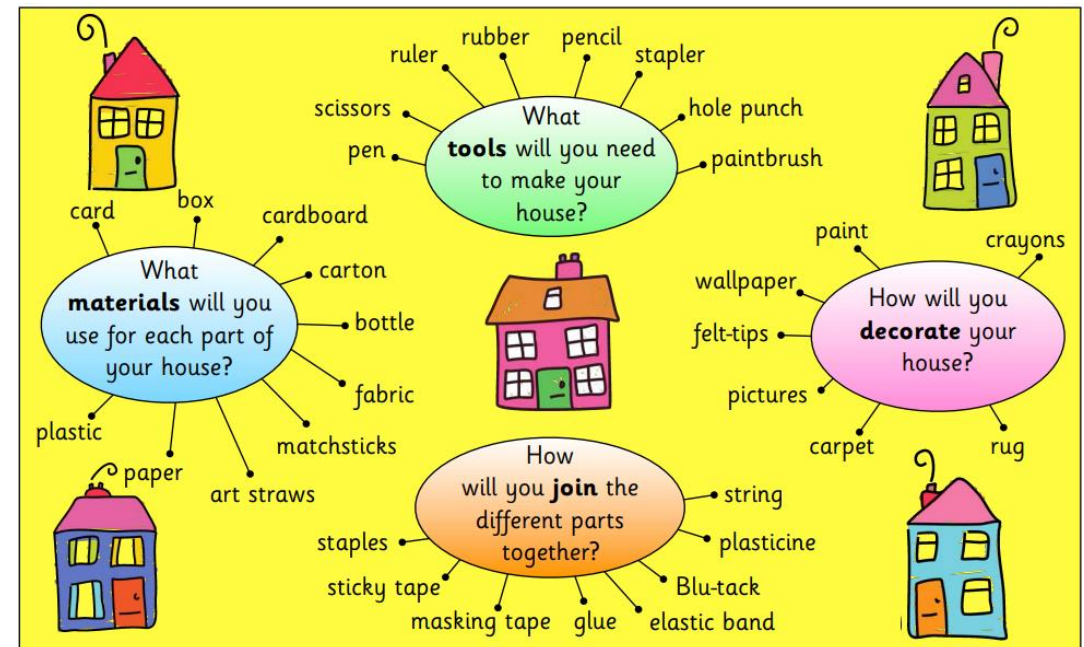 rubber
pencil
ruler
stapler
scissors
hole punch
pen
paintbrush
What
tools will you need
to make your
house?
card
box
cardboard
carton
bottle
fabric
matchsticks
art straws
paper
plastic
What
materials will you
use for each part of
your house?
paint
crayons
wallpaper
felt-tips
pictures
carpet
rug
How will you
decorate your
house?
How
will you join the
different parts
together?
string
plasticine
Blu-tack
elastic band
glue
masking tape
sticky tape
staples